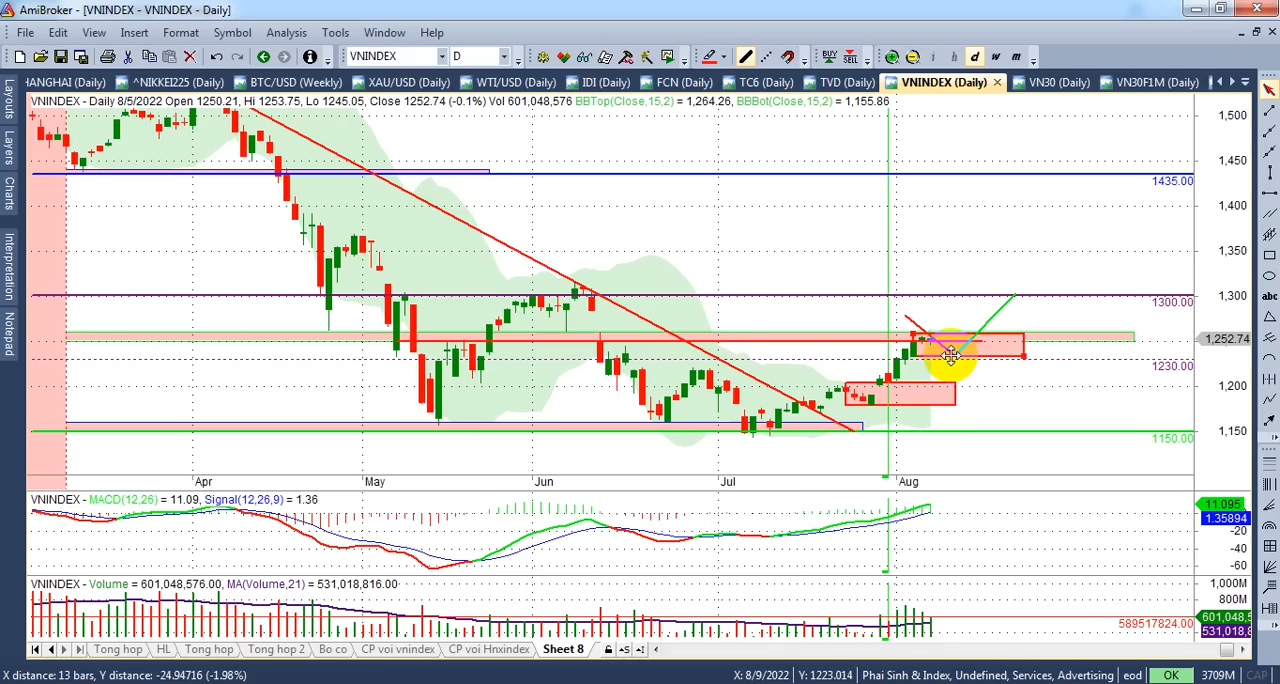 AmiBroker - [VNINDEX - VNINDEX - Daily]
File Edit View Insert Format Symbol Analysis Tools Window Help
VNINDEX D BUY SELL i h d w m
HANGHAI (Daily) ^NIKKEI225 (Daily) BTC/USD (Weekly) XAU/USD (Daily) WTI/USD (Daily) IDI (Daily) FCN (Daily) TC6 (Daily) TVD (Daily) VNINDEX (Daily) VN30 (Daily) VN30F1M (Daily)
Layouts
Layers
Charts
Interpretation
Notepad
VNINDEX - Daily 8/5/2022 Open 1250.21, Hi 1253.75, Lo 1245.05, Close 1252.74 (-0.1%) Vol 601,048,576 BBTop(Close,15,2) = 1,264.26, BBBot(Close,15,2) = 1,155.86
1,500
1,450
1435.00
1,400
1,350
1,300
1300.00
1,252.74
1230.00
1,200
1,150
1150.00
abc
Apr May Jun Jul Aug
VNINDEX - MACD(12,26) = 11.09, Signal(12,26,9) = 1.36
11.095
1.35894
-20
-40
-60
VNINDEX - Volume = 601,048,576.00, MA(Volume,21) = 531,018,816.00
1,000M
800M
601,048,5
589517824.00
531,018,8
Tong hop HL Tong hop Tong hop 2 Bo co CP voi vnindex CP voi Hnxindex Sheet 8
X distance: 13 bars, Y distance: -24.94716 (-1.98%) X: 8/9/2022 Y: 1223.014 Phai Sinh & Index, Undefined, Services, Advertising eod OK 3709M CAP